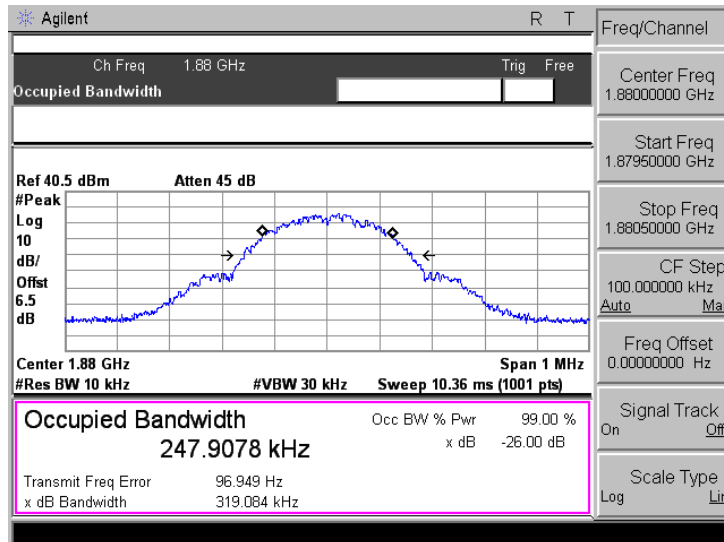 Agilent R T
Ch Freq 1.88 GHz Trig Free
Occupied Bandwidth
Ref 40.5 dBm Atten 45 dB
#Peak
Log
10
dB/
Offst
6.5
dB
Center 1.88 GHz Span 1 MHz
#Res BW 10 kHz #VBW 30 kHz Sweep 10.36 ms (1001 pts)
Occupied Bandwidth Occ BW % Pwr 99.00 %
247.9078 kHz x dB -26.00 dB
Transmit Freq Error 96.949 Hz
x dB Bandwidth 319.084 kHz
Freq/Channel
Center Freq
1.88000000 GHz
Start Freq
1.87950000 GHz
Stop Freq
1.88050000 GHz
CF Step
100.000000 kHz
Auto Ma
Freq Offset
0.00000000 Hz
Signal Track
On Off
Scale Type
Log Lin